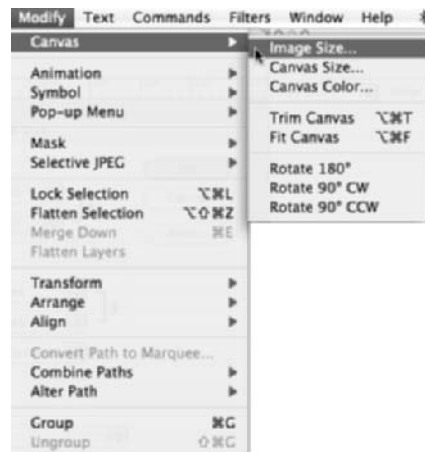 Modify Text Commands Filters Window Help
Canvas
Animation
Symbol
Pop-up Menu
Mask
Selective JPEG
Lock Selection ⌥⌘L
Flatten Selection ⌥⇧⌘Z
Merge Down ⌘E
Flatten Layers
Transform
Arrange
Align
Convert Path to Marquee...
Combine Paths
Alter Path
Group ⌘G
Ungroup ⇧⌘G
Image Size...
Canvas Size...
Canvas Color...
Trim Canvas ⌥⌘T
Fit Canvas ⌥⌘F
Rotate 180°
Rotate 90° CW
Rotate 90° CCW